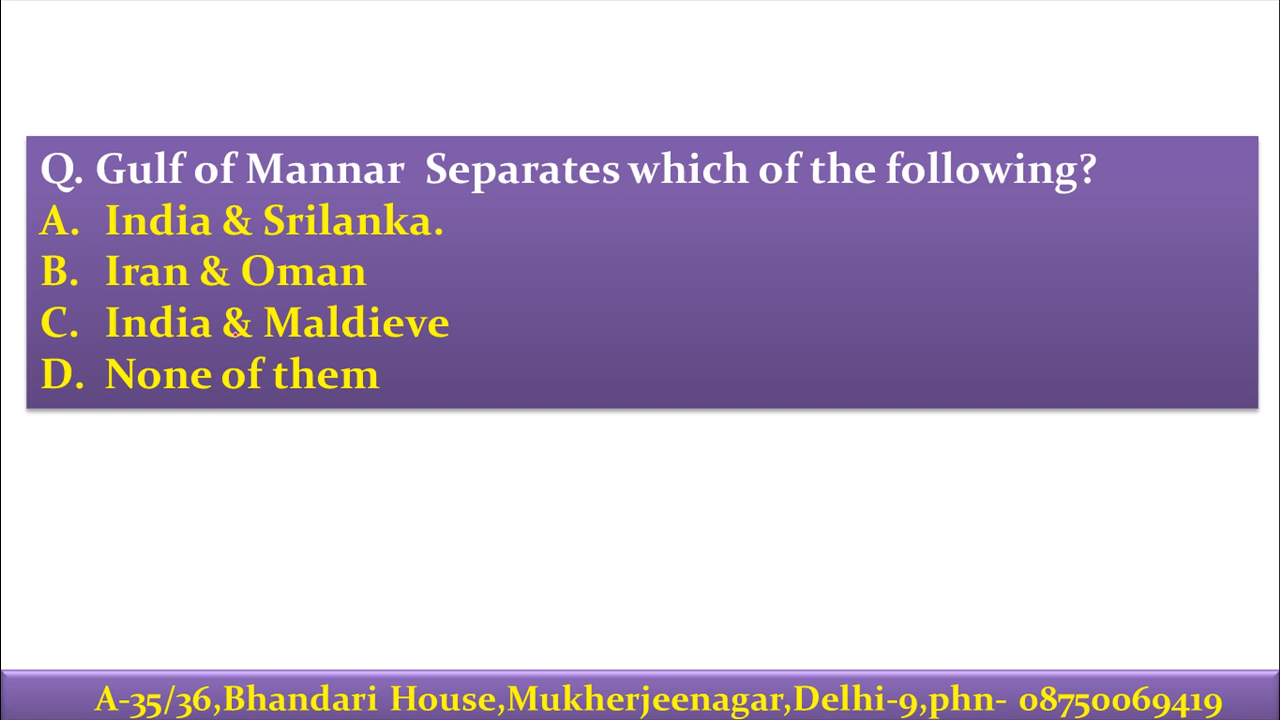 Q. Gulf of Mannar  Separates which of the following?
A. India & Srilanka.
B. Iran & Oman
C. India & Maldieve
D. None of them
A-35/36,Bhandari House,Mukherjeenagar,Delhi-9,phn- 08750069419